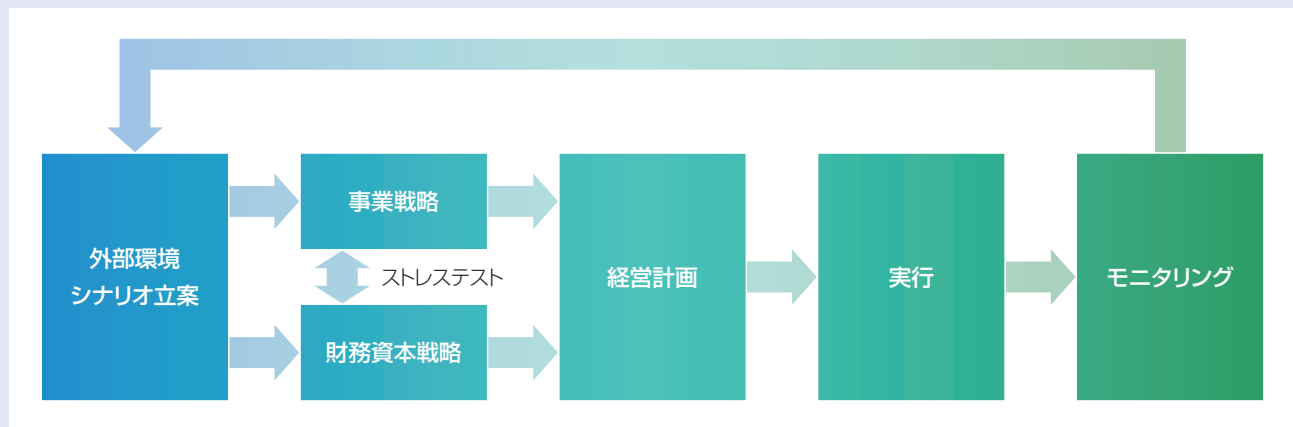 外部環境
シナリオ立案
事業戦略
ストレステスト
財務資本戦略
経営計画
実行
モニタリング